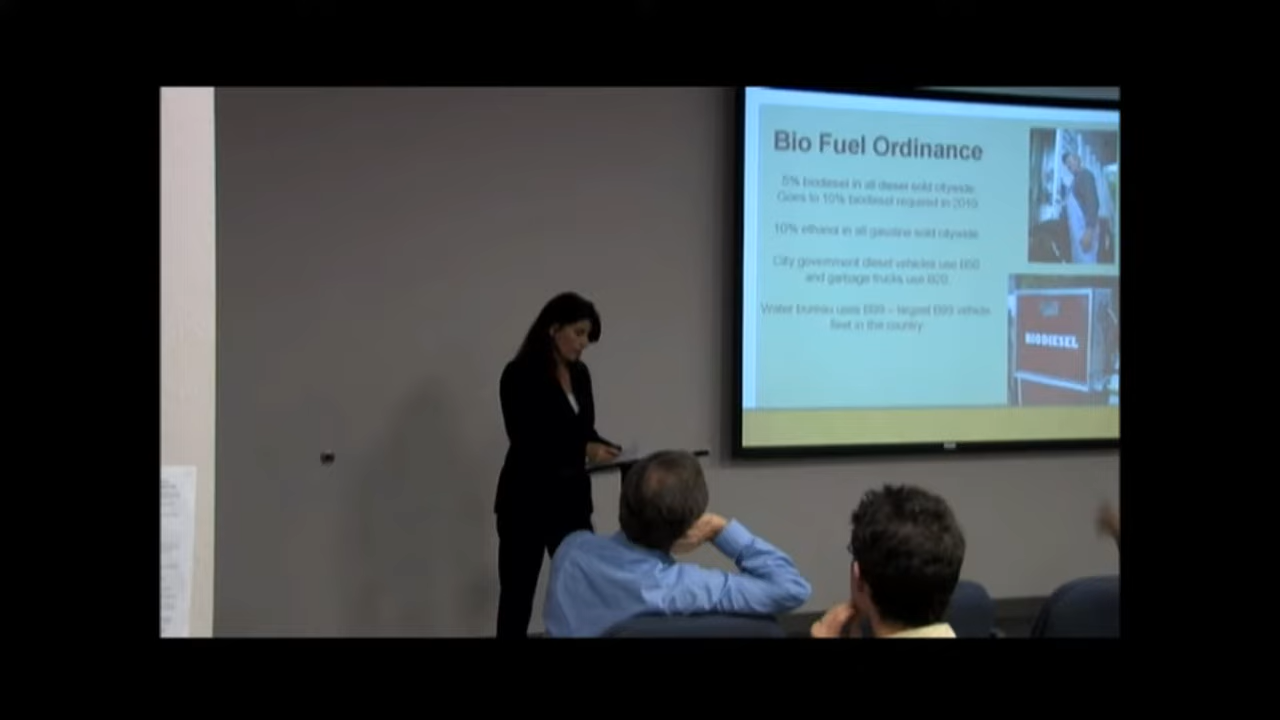 Bio Fuel Ordinance
5% biodiesel in all diesel sold citywide
Goes to 10% biodiesel required in 2010
10% ethanol in all gasoline sold citywide
City government diesel vehicles use B50
and garbage trucks use B20
Water bureau uses B99 – largest B99 vehicle
fleet in the country
BIODIESEL